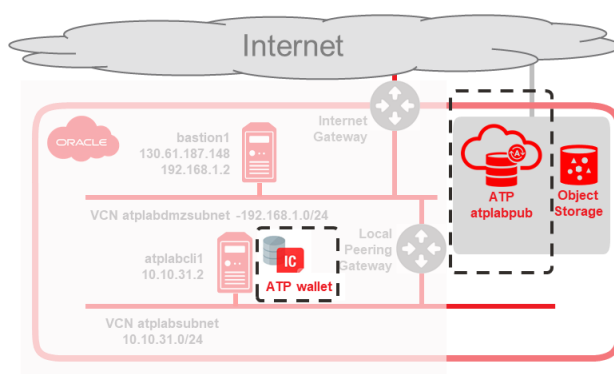 Internet
Internet
Gateway
ORACLE
bastion1
130.61.187.148
192.168.1.2
ATP
atplabpub
Object
Storage
VCN atplabdmzsubnet -192.168.1.0/24
Local
Peering
Gateway
atplabcli1
10.10.31.2
IC
ATP wallet
VCN atplabsubnet
10.10.31.0/24